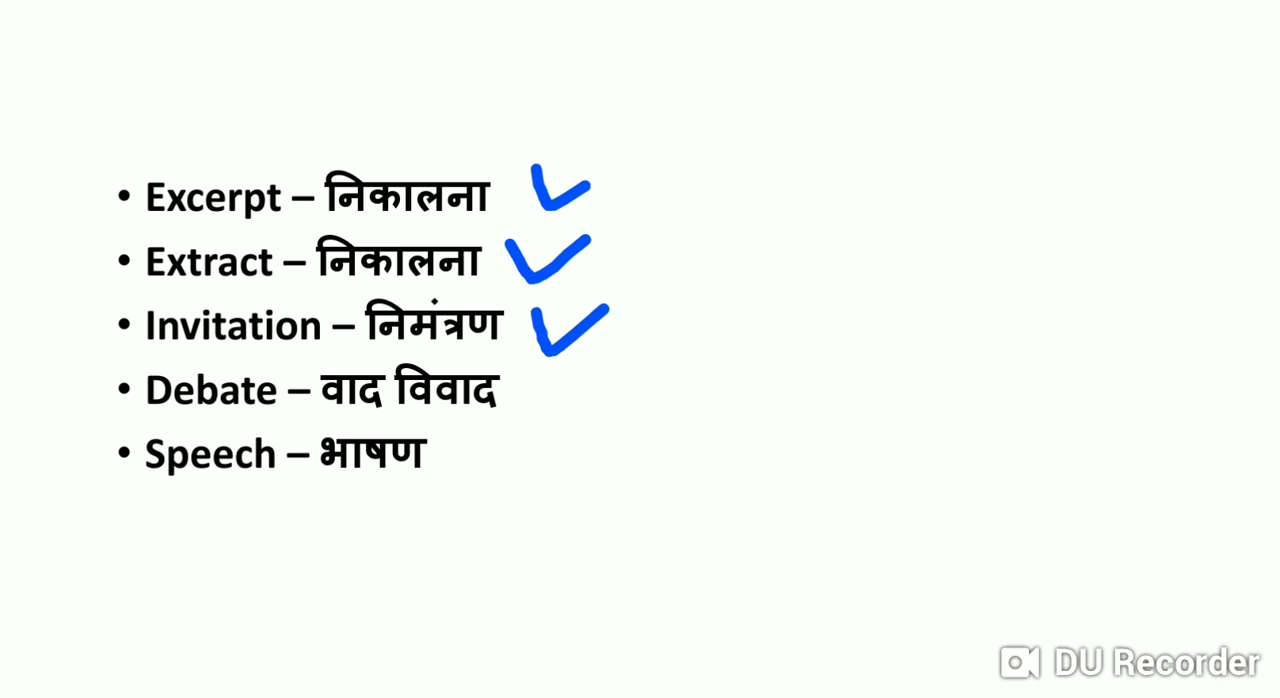 • Excerpt – निकालना
• Extract – निकालना
• Invitation – निमंत्रण
• Debate – वाद विवाद
• Speech – भाषण
DU Recorder